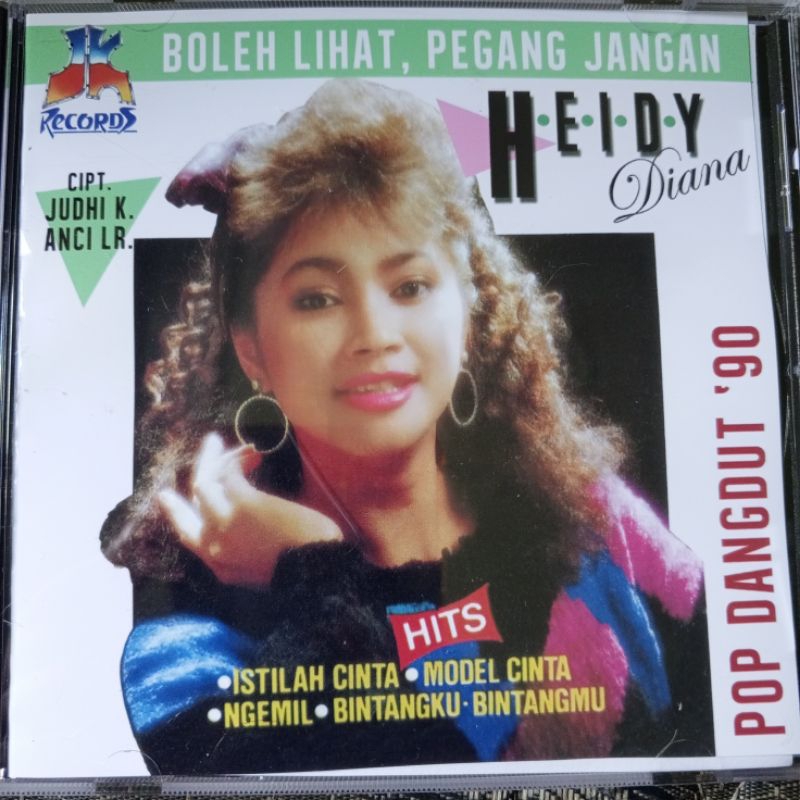 BOLEH LIHAT, PEGANG JANGAN
JK
RECORDS
HEIDY
Diana
CIPT.
JUDHI K.
ANCI LR.
POP DANGDUT '90
HITS
•ISTILAH CINTA • MODEL CINTA
•NGEMIL • BINTANGKU-BINTANGMU